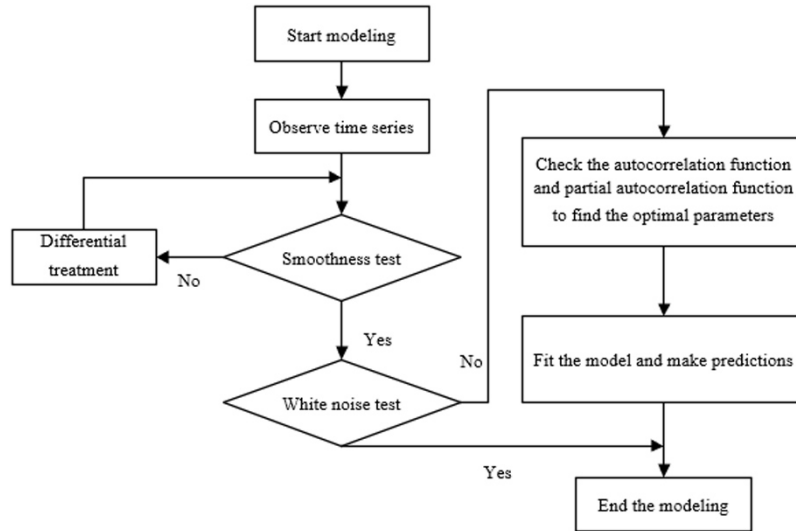 Start modeling
Observe time series
Differential
treatment
No
Smoothness test
Yes
White noise test
No
Yes
Check the autocorrelation function
and partial autocorrelation function
to find the optimal parameters
Fit the model and make predictions
End the modeling